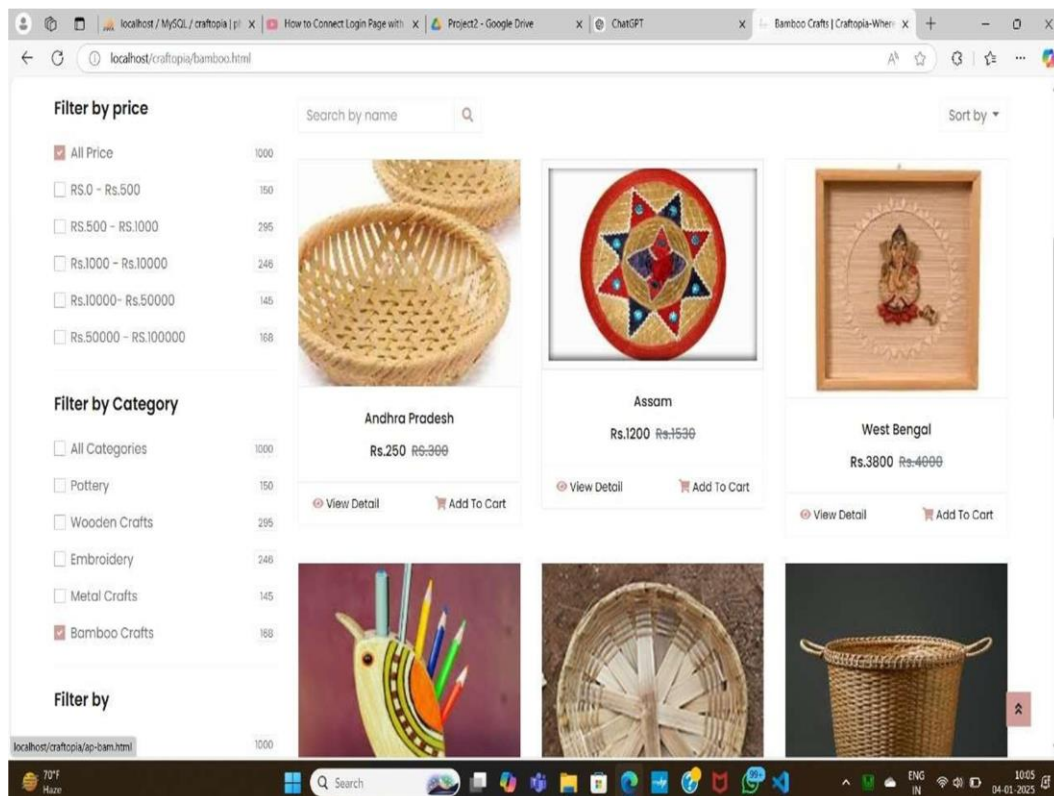 localhost / MySQL / craftopia | pl
How to Connect Login Page with
Project2 - Google Drive
ChatGPT
Bamboo Crafts | Craftopia-Wher
localhost/craftopia/bamboo.html
Filter by price
All Price 1000
RS.0 - Rs.500 150
RS.500 - RS.1000 295
Rs.1000 - Rs.10000 246
Rs.10000- Rs.50000 145
Rs.50000 - RS.100000 168
Filter by Category
All Categories 1000
Pottery 150
Wooden Crafts 295
Embroidery 246
Metal Crafts 145
Bamboo Crafts 168
Filter by
1000
Search by name
Sort by
Andhra Pradesh
Rs.250 RS.300
View Detail Add To Cart
Assam
Rs.1200 Rs.1530
View Detail Add To Cart
West Bengal
Rs.3800 Rs.4000
View Detail Add To Cart
localhost/craftopia/ap-bam.html
70°F
Haze
Search
99+
ENG
IN
10:05
04-01-2025